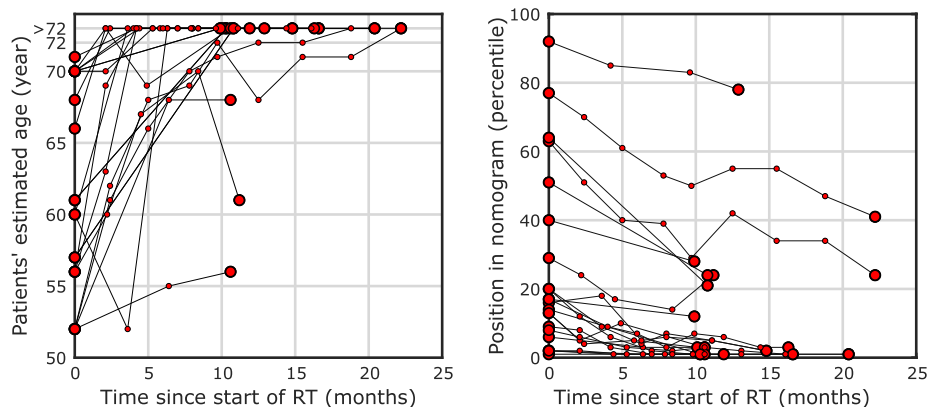 Patients' estimated age (year)
>72
72
70
65
60
55
50
0 5 10 15 20 25
Time since start of RT (months)
Position in nomogram (percentile)
100
80
60
40
20
0
0 5 10 15 20 25
Time since start of RT (months)